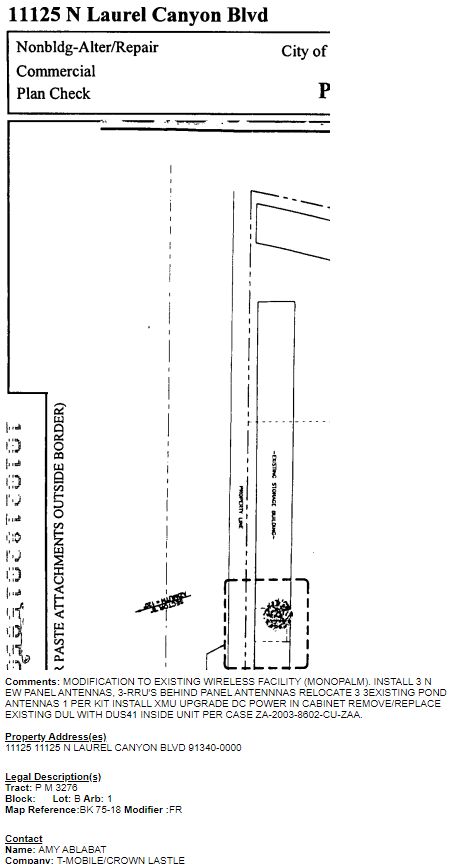 11125 N Laurel Canyon Blvd
Nonbldg-Alter/Repair
City of
Commercial
Plan Check
P
PASTE ATTACHMENTS OUTSIDE BORDER)
PROPERTY LINE
-EXISTING STORAGE BUILDING-
Comments: MODIFICATION TO EXISTING WIRELESS FACILITY (MONOPALM). INSTALL 3 N
EW PANEL ANTENNAS, 3-RRU'S BEHIND PANEL ANTENNNAS RELOCATE 3 3EXISTING POND
ANTENNAS 1 PER KIT INSTALL XMU UPGRADE DC POWER IN CABINET REMOVE/REPLACE
EXISTING DUL WITH DUS41 INSIDE UNIT PER CASE ZA-2003-8602-CU-ZAA.
Property Address(es)
11125 11125 N LAUREL CANYON BLVD 91340-0000
Legal Description(s)
Tract: P M 3276
Block: Lot: B Arb: 1
Map Reference:BK 75-18 Modifier :FR
Contact
Name: AMY ABLABAT
Company: T-MOBILE/CROWN LASTLE